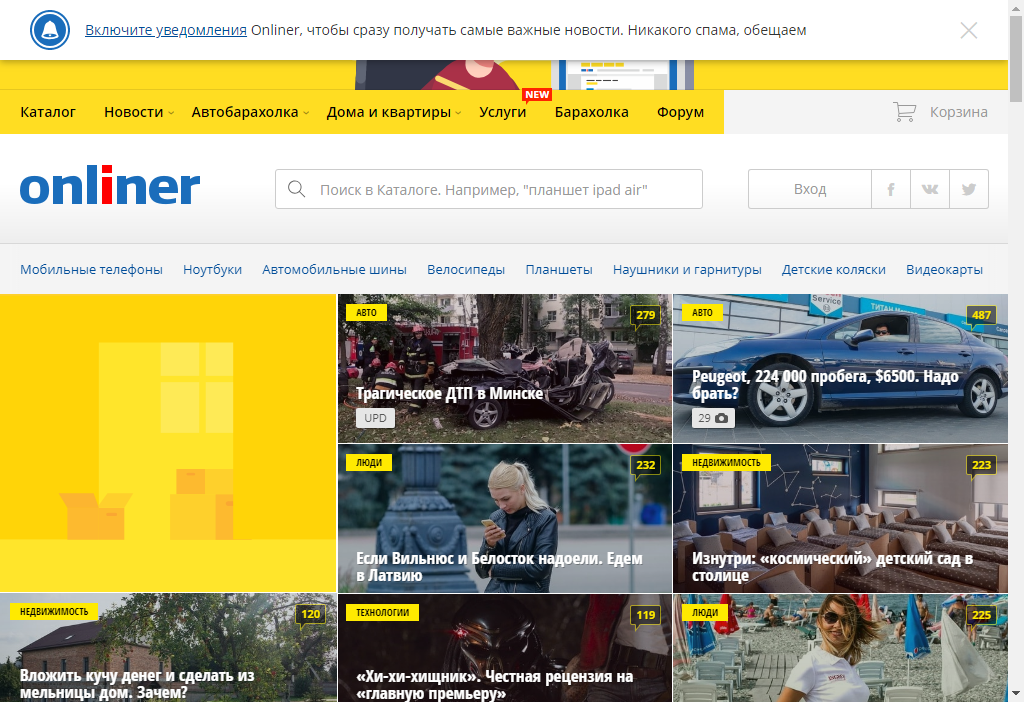 Включите уведомления Onliner, чтобы сразу получать самые важные новости. Никакого спама, обещаем
NEW
Каталог Новости Автобарахолка Дома и квартиры Услуги Барахолка Форум Корзина
onliner
Поиск в Каталоге. Например, "планшет ipad air"
Вход
Мобильные телефоны Ноутбуки Автомобильные шины Велосипеды Планшеты Наушники и гарнитуры Детские коляски Видеокарты
АВТО
279
Трагическое ДТП в Минске
UPD
АВТО
487
Service
ТИТАН
Peugeot, 224 000 пробега, $6500. Надо
брать?
29
ЛЮДИ
232
Если Вильнюс и Белосток надоели. Едем
в Латвию
НЕДВИЖИМОСТЬ
223
Изнутри: «космический» детский сад в
столице
НЕДВИЖИМОСТЬ
120
Вложить кучу денег и сделать из
мельницы дом. Зачем?
ТЕХНОЛОГИИ
119
«Хи-хи-хищник». Честная рецензия на
«главную премьеру»
ЛЮДИ
225